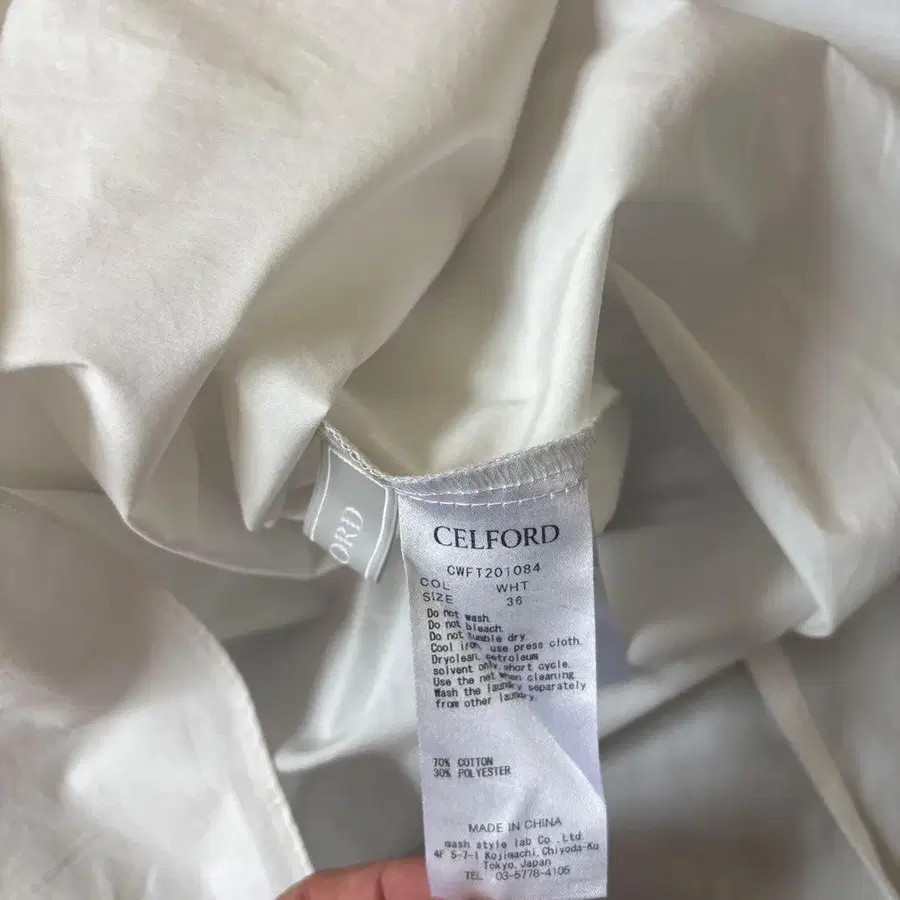 ORD
CELFORD
CWFT201084
COL WHT
SIZE 36
Do not wash.
Do not bleach.
Do not tumble dry
Cool iron, use press cloth.
Dryclean, petroleum
solvent only, short cycle.
Use the net when cleaning
Wash the laundry separately
from other laundry.
70% COTTON
30% POLYESTER
MADE IN CHINA
mash style lab Co.,Ltd.
4F 5-7-1 Kojimachi, Chiyoda-Ku
Tokyo, Japan
TEL 03-5778-4105